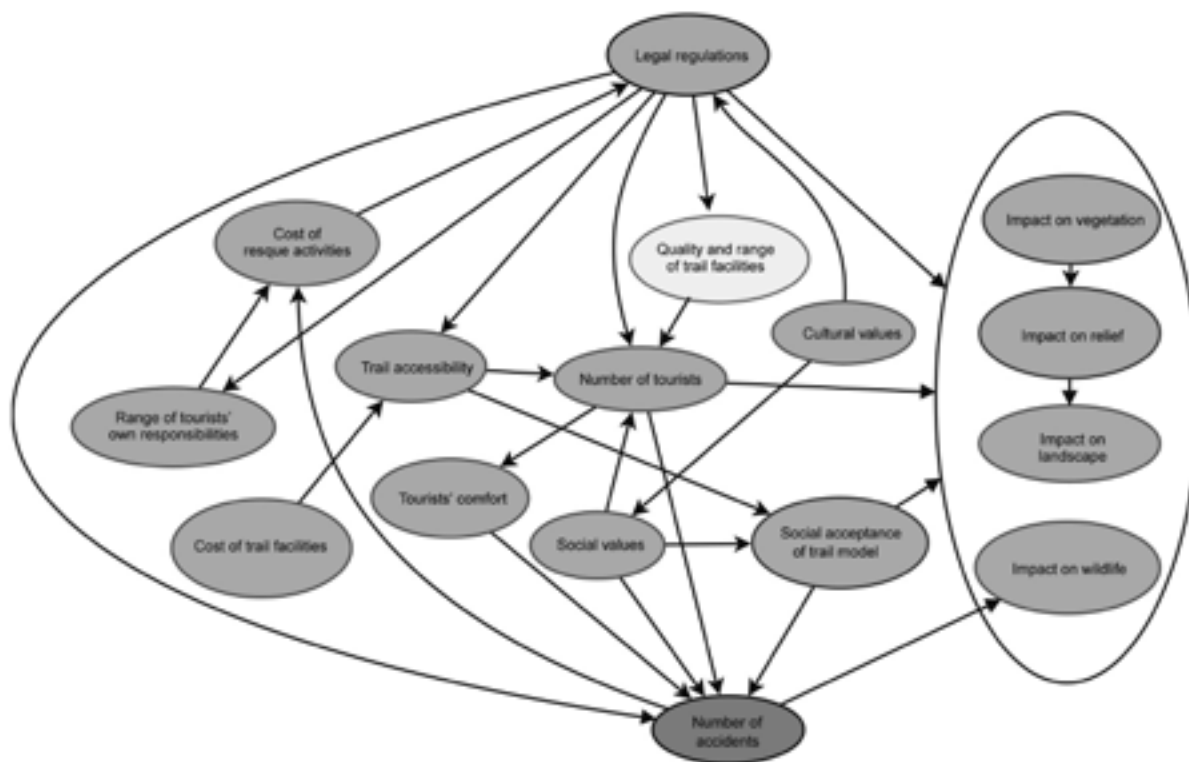 Legal regulations
Cost of
resque activities
Quality and range
of trail facilities
Impact on vegetation
Cultural values
Impact on relief
Trail accessibility
Number of tourists
Range of tourists'
own responsibilities
Impact on
landscape
Tourists' comfort
Cost of trail facilities
Social values
Social acceptance
of trail model
Impact on wildlife
Number of
accidents